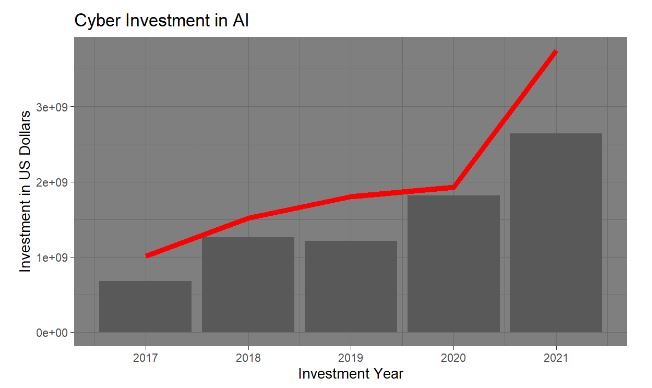 Cyber Investment in AI
Investment in US Dollars
3e+09
2e+09
1e+09
0e+00
2017 2018 2019 2020 2021
Investment Year